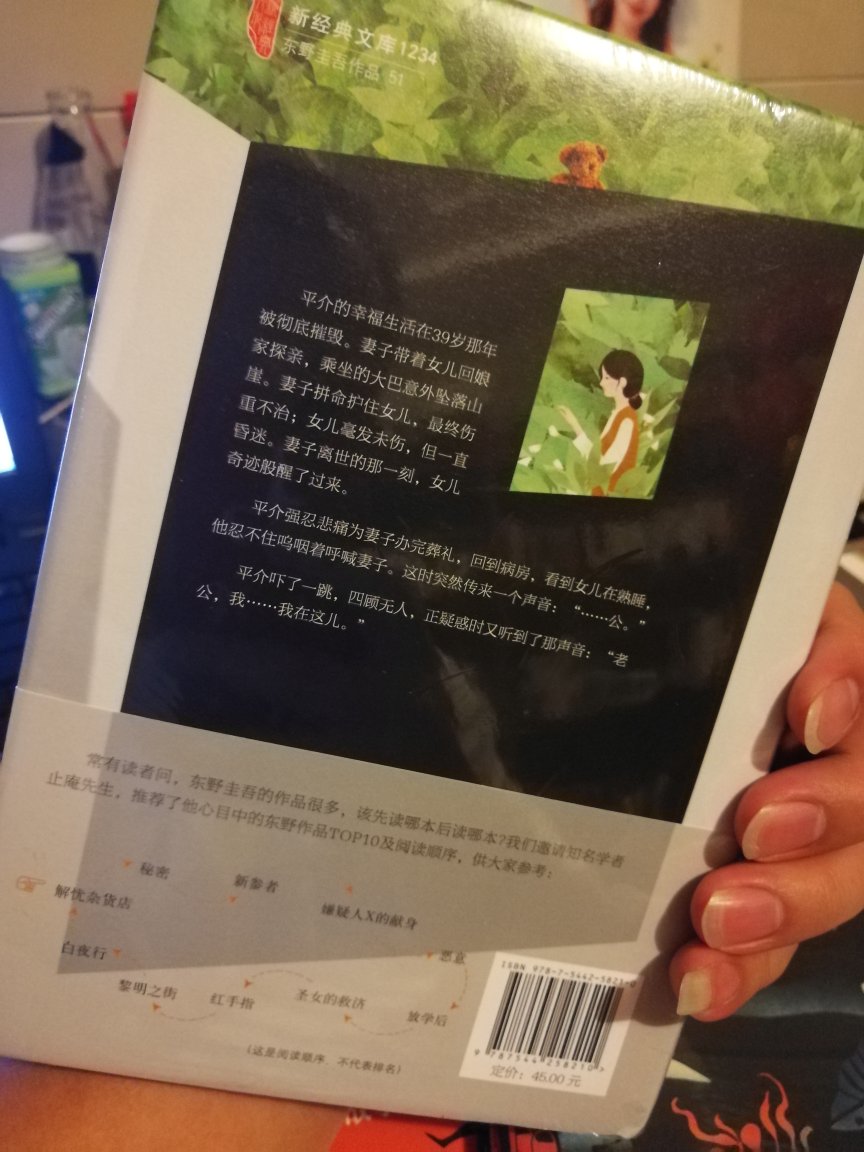 新经典文库1234
东野圭吾作品 51
平介的幸福生活在39岁那年
被彻底摧毁。妻子带着女儿回娘
家探亲，乘坐的大巴意外坠落山
崖。妻子拼命护住女儿，最终伤
重不治；女儿毫发未伤，但一直
昏迷。妻子离世的那一刻，女儿
奇迹般醒了过来。
平介强忍悲痛为妻子办完葬礼，回到病房，看到女儿在熟睡，
他忍不住呜咽着呼喊妻子。这时突然传来一个声音：“……公。”
平介吓了一跳，四顾无人，正疑惑时又听到了那声音：“老
公，我……我在这儿。”
常有读者问，东野圭吾的作品很多，该先读哪本后读哪本?我们邀请知名学者
止庵先生，推荐了他心目中的东野作品TOP10及阅读顺序，供大家参考：
秘密
新参者
解忧杂货店
嫌疑人X的献身
白夜行
恶意
黎明之街
红手指
圣女的救济
放学后
(这是阅读顺序，不代表排名)
ISBN 978-7-5442-5821-0
9 787544 258210 >
定价：45.00 元